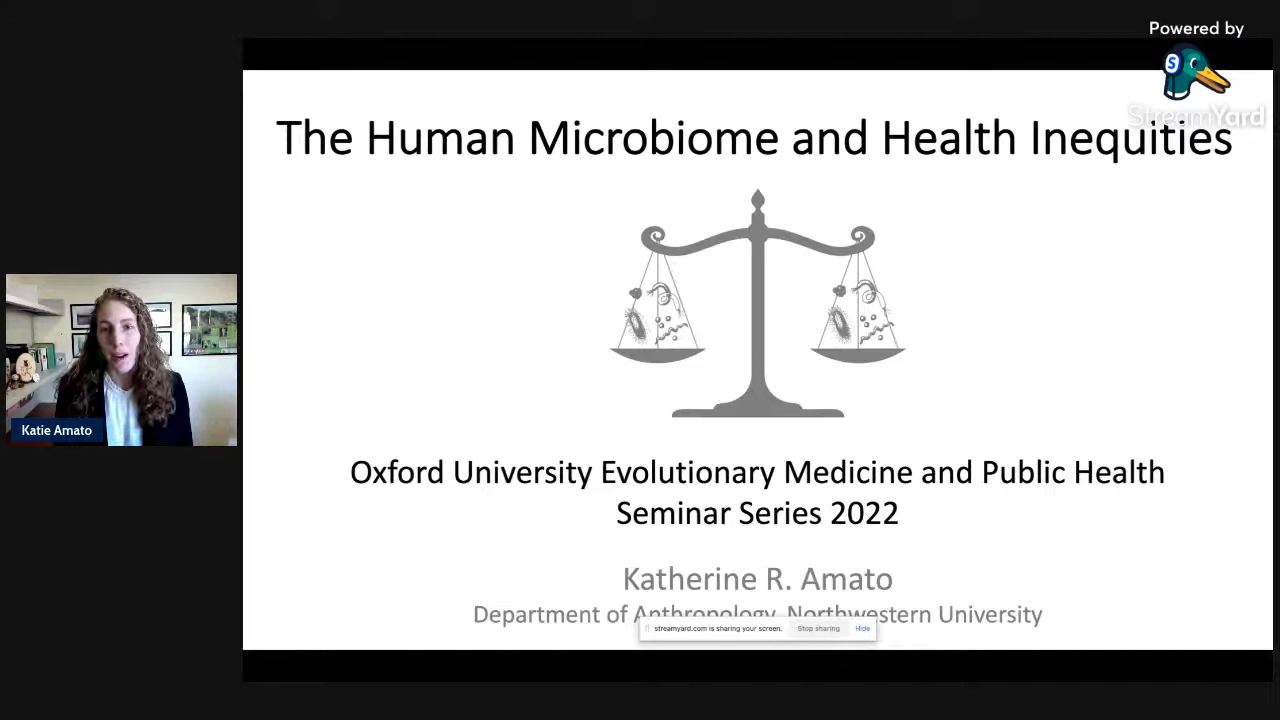 Powered by
StreamYard
The Human Microbiome and Health Inequities
Katie Amato
Oxford University Evolutionary Medicine and Public Health
Seminar Series 2022
Katherine R. Amato
Department of Anthropology, Northwestern University
streamyard.com is sharing your screen. Stop sharing Hide